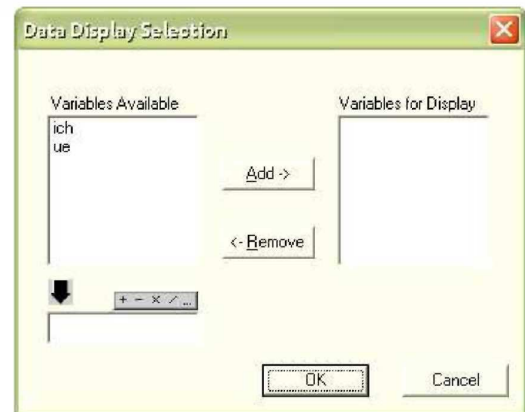 Data Display Selection
Variables Available
Variables for Display
ich
ue
Add ->
<- Remove
+ - × / ...
OK
Cancel